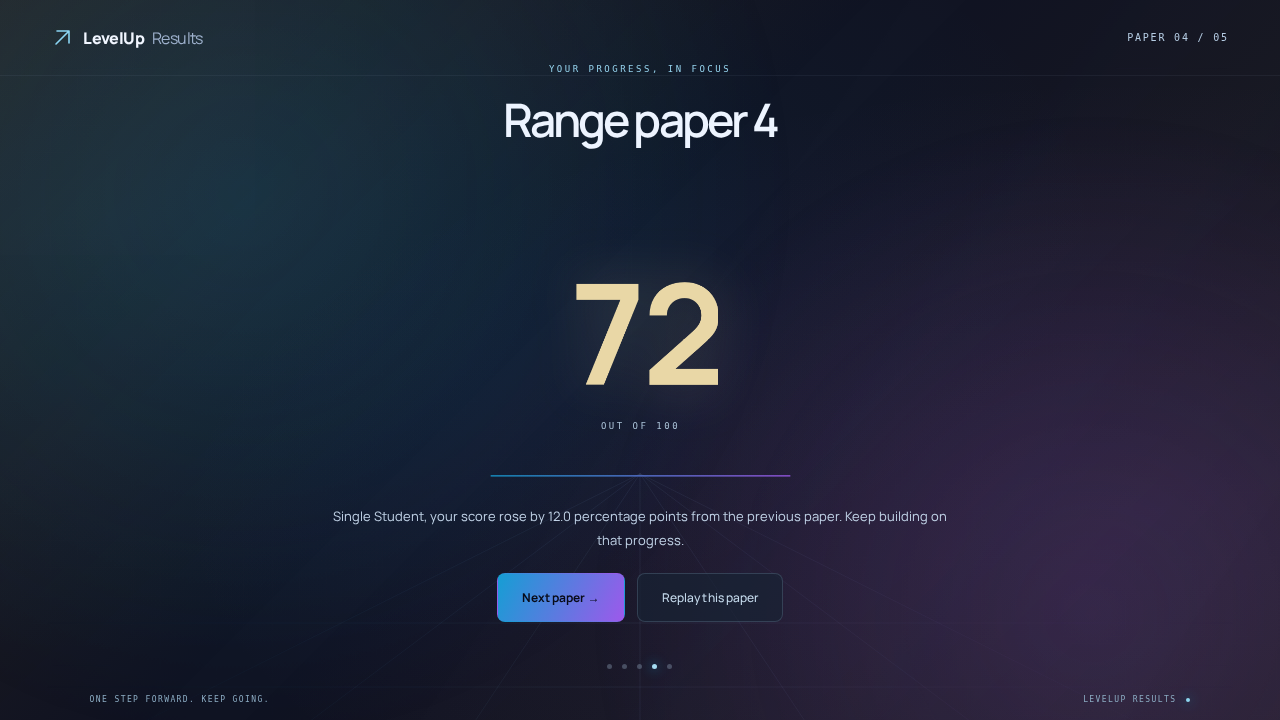 LevelUp Results
PAPER 04 / 05
YOUR PROGRESS, IN FOCUS
Range paper 4
72
OUT OF 100
Single Student, your score rose by 12.0 percentage points from the previous paper. Keep building on
that progress.
Next paper →
Replay this paper
ONE STEP FORWARD. KEEP GOING.
LEVELUP RESULTS